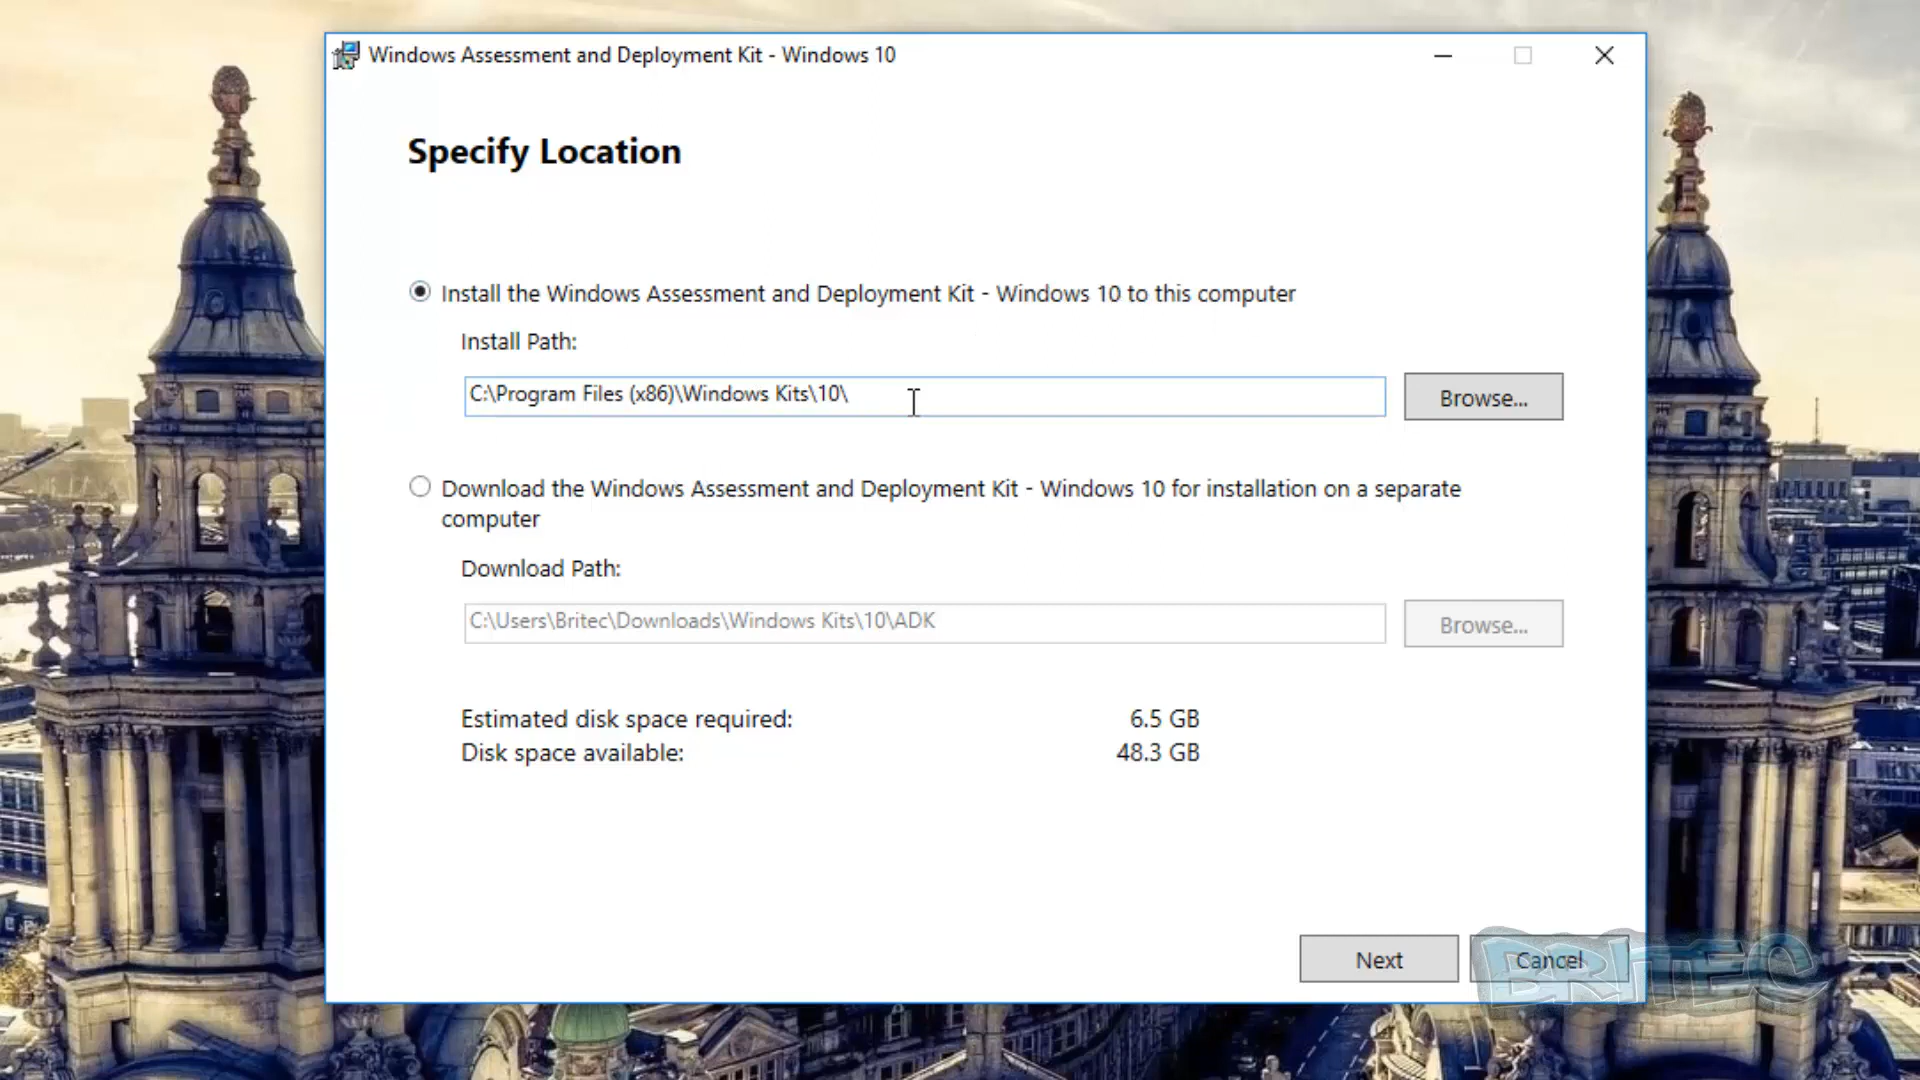 Windows Assessment and Deployment Kit - Windows 10
Specify Location
Install the Windows Assessment and Deployment Kit - Windows 10 to this computer
Install Path:
C:\Program Files (x86)\Windows Kits\10\
Browse...
Download the Windows Assessment and Deployment Kit - Windows 10 for installation on a separate
computer
Download Path:
C:\Users\Britec\Downloads\Windows Kits\10\ADK
Browse...
Estimated disk space required: 6.5 GB
Disk space available: 48.3 GB
Next
Cancel
BRITEC